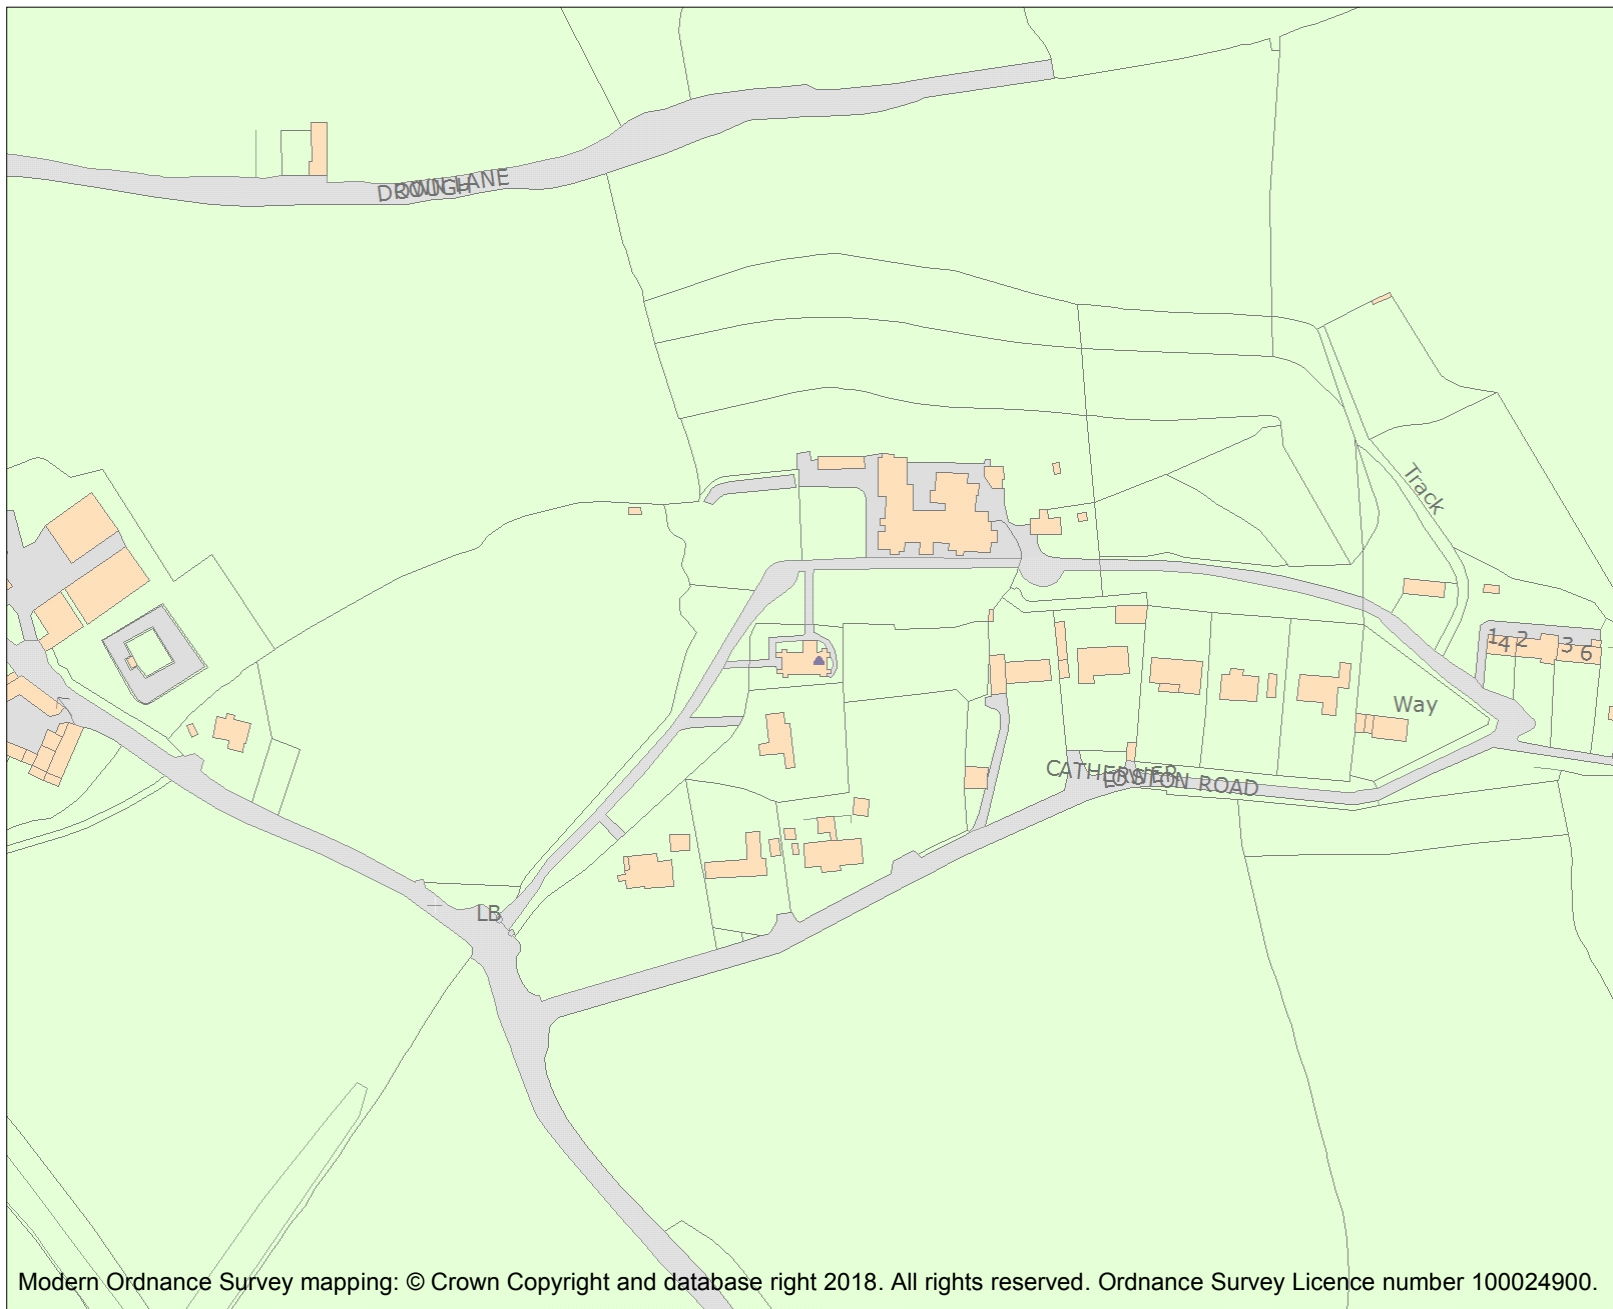 LANE
Track
1 2 3
4 6
Way
ROAD
LB
Modern Ordnance Survey mapping: © Crown Copyright and database right 2018. All rights reserved. Ordnance Survey Licence number 100024900.